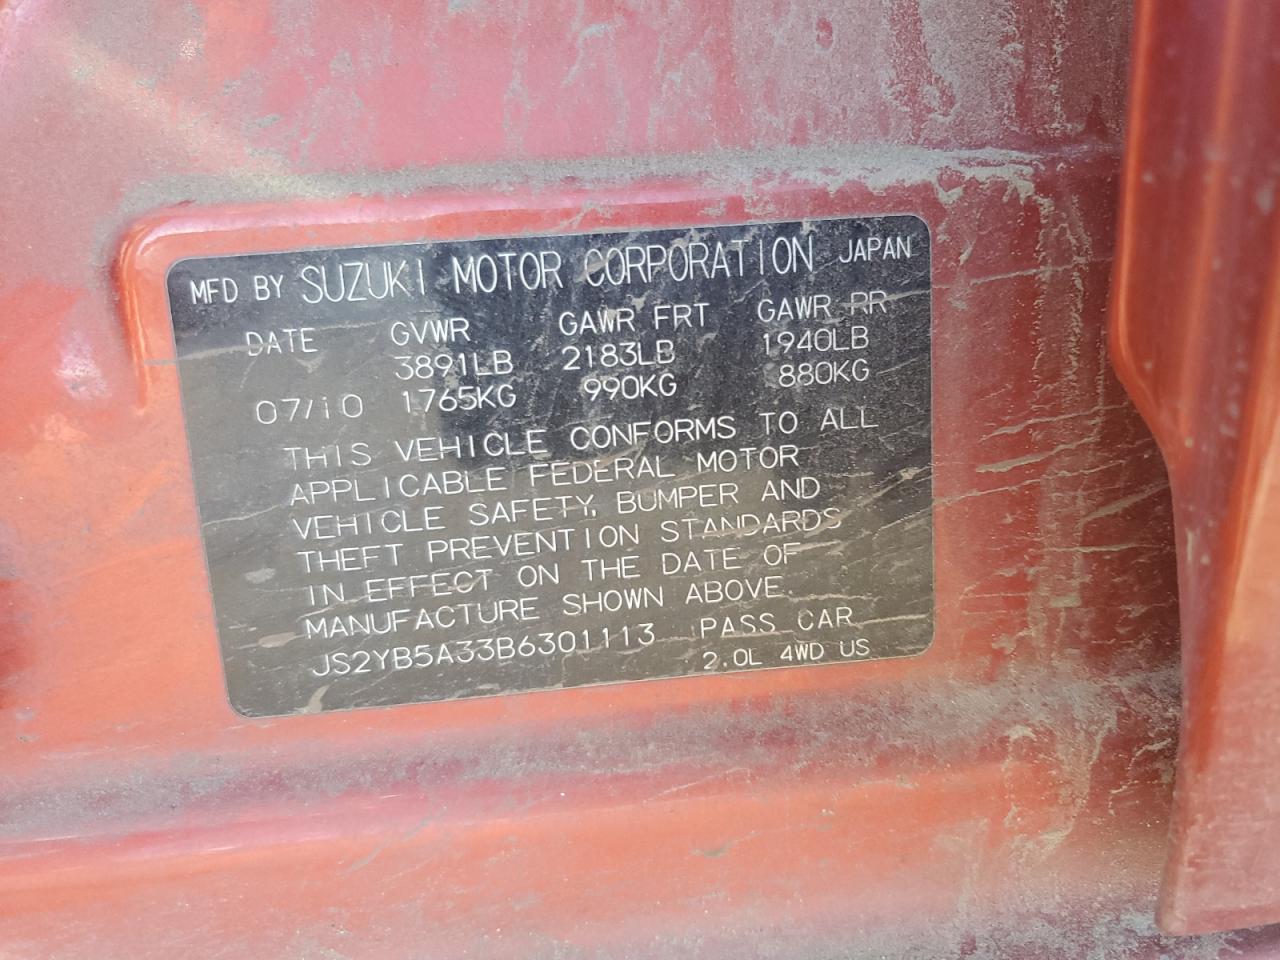 MFD BY SUZUKI MOTOR CORPORATION JAPAN
DATE GVWR GAWR FRT GAWR RR
3891LB 2183LB 1940LB
07/10 1765KG 990KG 880KG
THIS VEHICLE CONFORMS TO ALL
APPLICABLE FEDERAL MOTOR
VEHICLE SAFETY, BUMPER AND
THEFT PREVENTION STANDARDS
IN EFFECT ON THE DATE OF
MANUFACTURE SHOWN ABOVE.
JS2YB5A33B6301113 PASS CAR
2.0L 4WD US